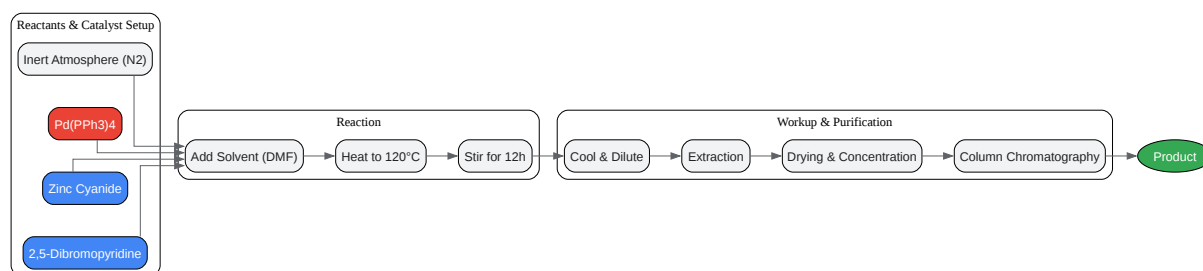 Reactants & Catalyst Setup
Inert Atmosphere (N2)
Pd(PPh3)4
Zinc Cyanide
2,5-Dibromopyridine
Reaction
Add Solvent (DMF)
Heat to 120°C
Stir for 12h
Workup & Purification
Cool & Dilute
Extraction
Drying & Concentration
Column Chromatography
Product